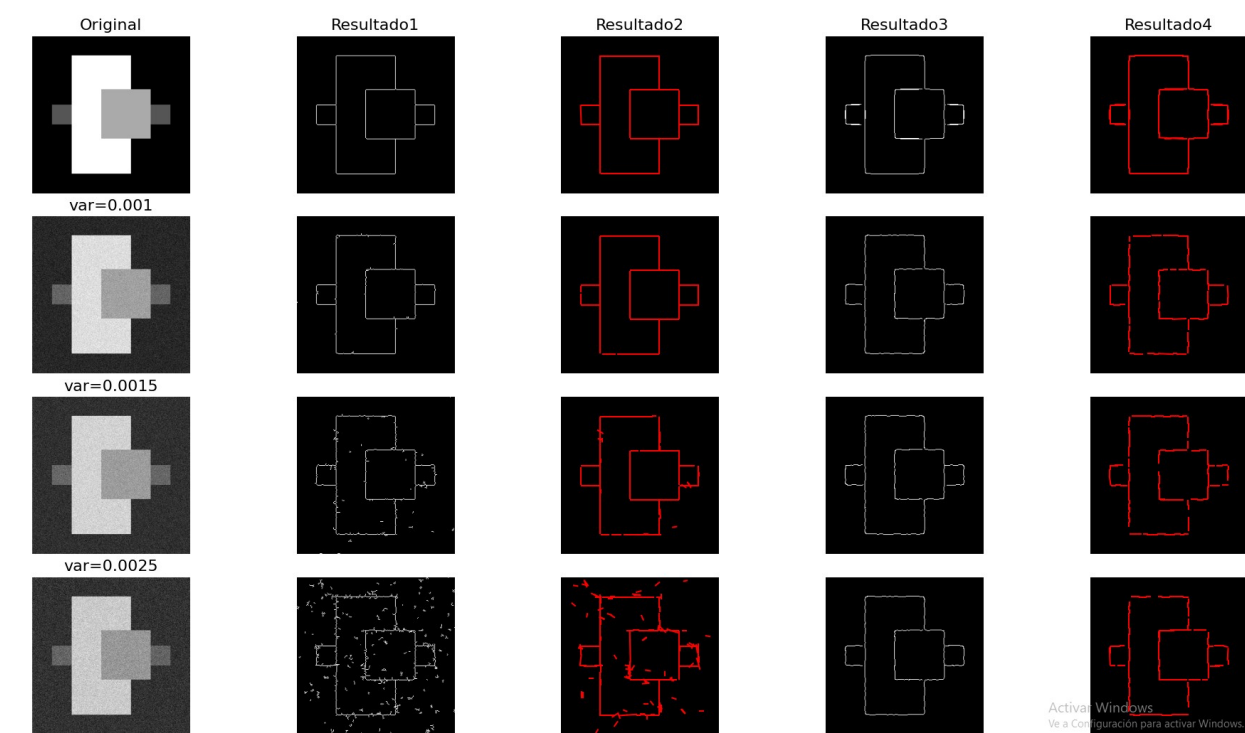 Original
Resultado1
Resultado2
Resultado3
Resultado4
var=0.001
var=0.0015
var=0.0025
Activar Windows
Ve a Configuración para activar Windows.